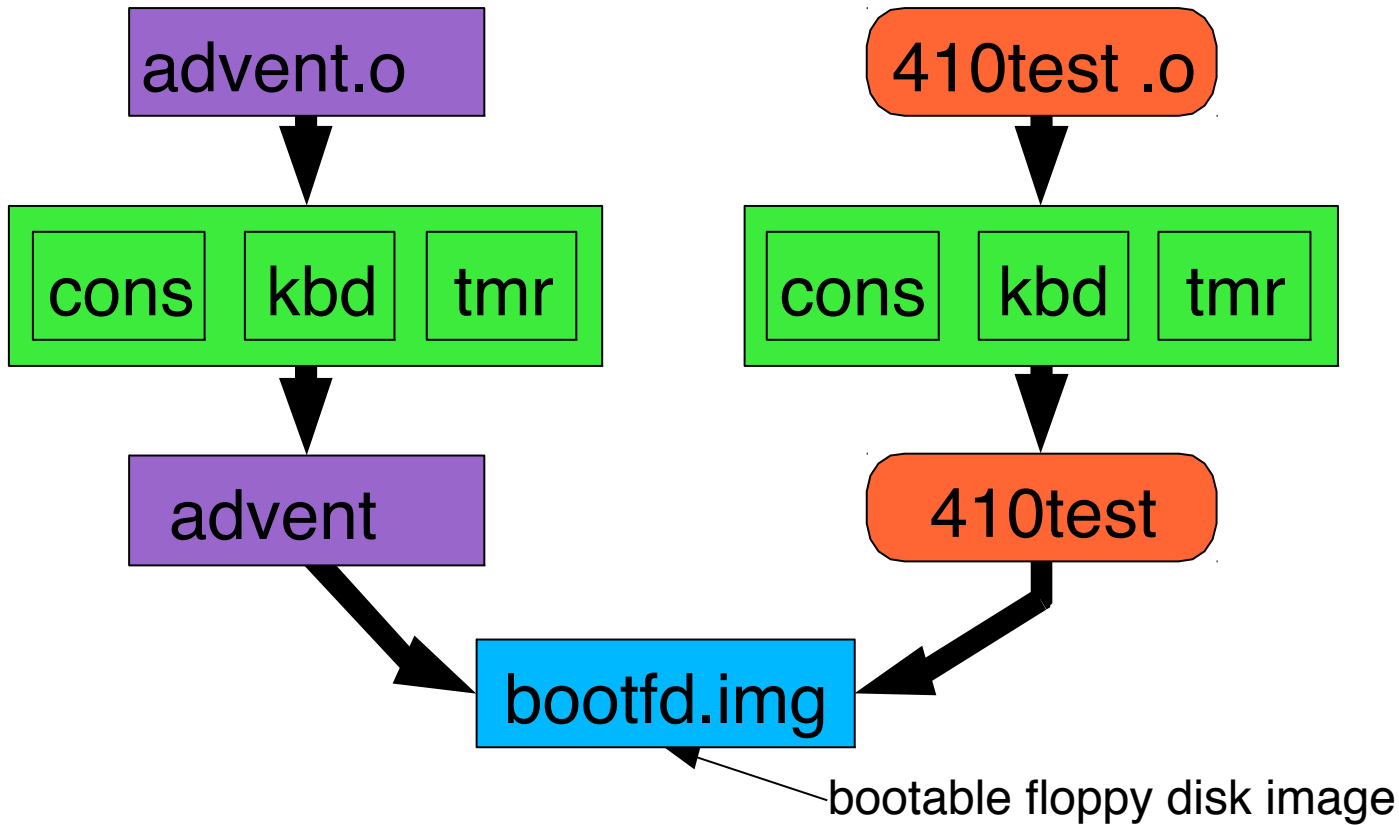 advent.o
410test .o
cons kbd tmr
cons kbd tmr
advent
410test
bootfd.img
bootable floppy disk image